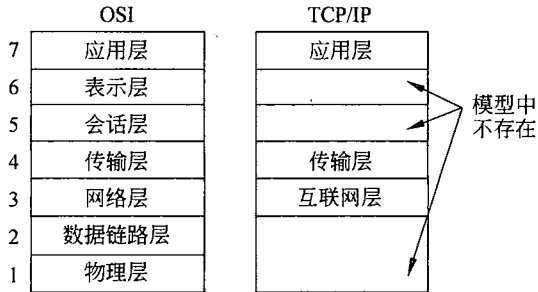 OSI TCP/IP
7 应用层 应用层
6 表示层
5 会话层
模型中
不存在
4 传输层 传输层
3 网络层 互联网层
2 数据链路层
1 物理层